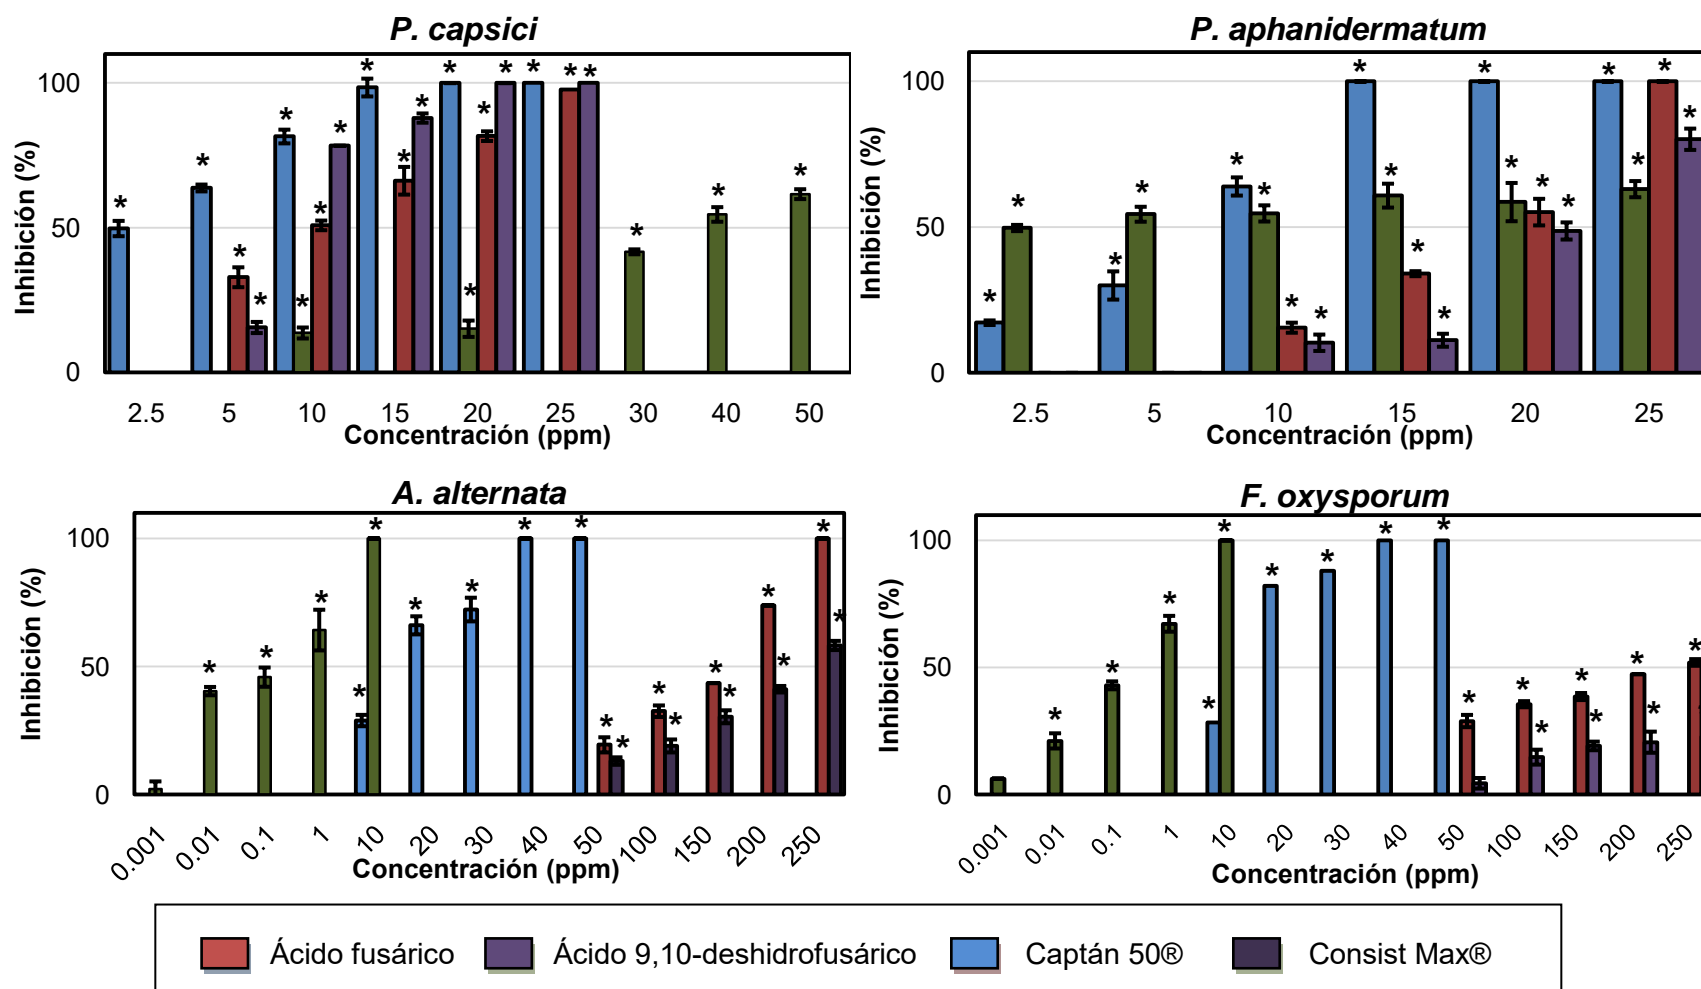 P. capsici
Inhibición (%)
100
50
0
* * * * * * * * * * * * * * * * * * *
2.5 5 10 15 20 25 30 40 50
Concentración (ppm)
P. aphanidermatum
Inhibición (%)
100
50
0
* * * * * * * * * * * * * * * * * * * *
2.5 5 10 15 20 25
Concentración (ppm)
A. alternata
Inhibición (%)
100
50
0
* * * * * * * * * * * * * * * * * * *
0.001 0.01 0.1 1 10 20 30 40 50 100 150 200 250
Concentración (ppm)
F. oxysporum
Inhibición (%)
100
50
0
* * * * * * * * * * * * * * * * *
0.001 0.01 0.1 1 10 20 30 40 50 100 150 200 250
Concentración (ppm)
Ácido fusárico Ácido 9,10-deshidrofusárico Captán 50® Consist Max®